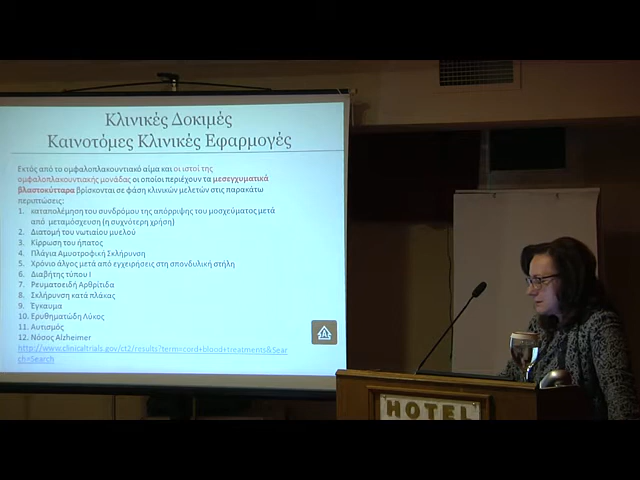 Κλινικές Δοκιμές
Καινοτόμες Κλινικές Εφαρμογές
Εκτός από το ομφαλοπλακουντιακό αίμα και οι ιστοί της
ομφαλοπλακουντιακής μονάδας οι οποίοι περιέχουν τα μεσεγχυματικά
βλαστοκύτταρα βρίσκονται σε φάση κλινικών μελετών στις παρακάτω
περιπτώσεις:
1. καταπολέμηση του συνδρόμου της απόρριψης του μοσχεύματος μετά
από μεταμόσχευση (η συχνότερη χρήση)
2. Διατομή του νωτιαίου μυελού
3. Κίρρωση του ήπατος
4. Πλάγια Αμυοτροφική Σκλήρυνση
5. Χρόνιο άλγος μετά από εγχειρήσεις στη σπονδυλική στήλη
6. Διαβήτης τύπου Ι
7. Ρευματοειδή Αρθρίτιδα
8. Σκλήρυνση κατά πλάκας
9. Έγκαυμα
10. Ερυθηματώδη Λύκος
11. Αυτισμός
12. Νόσος Alzheimer
http://www.clinicaltrials.gov/ct2/results?term=cord+blood+treatments&Sear
ch=Search
HOTEL